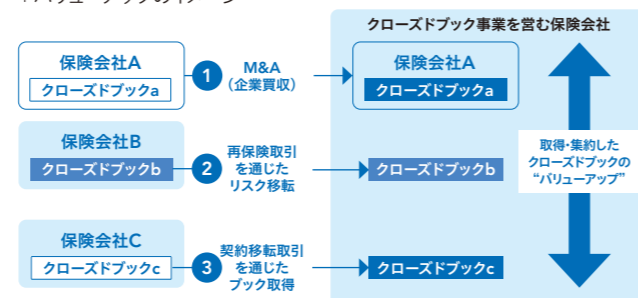 クローズドブック事業を営む保険会社
保険会社A
クローズドブックa
1
M&A
（企業買収）
保険会社A
クローズドブックa
保険会社B
クローズドブックb
2
再保険取引
を通じた
リスク移転
クローズドブックb
取得・集約した
クローズドブックの
“バリューアップ”
保険会社C
クローズドブックc
3
契約移転取引
を通じた
ブック取得
クローズドブックc